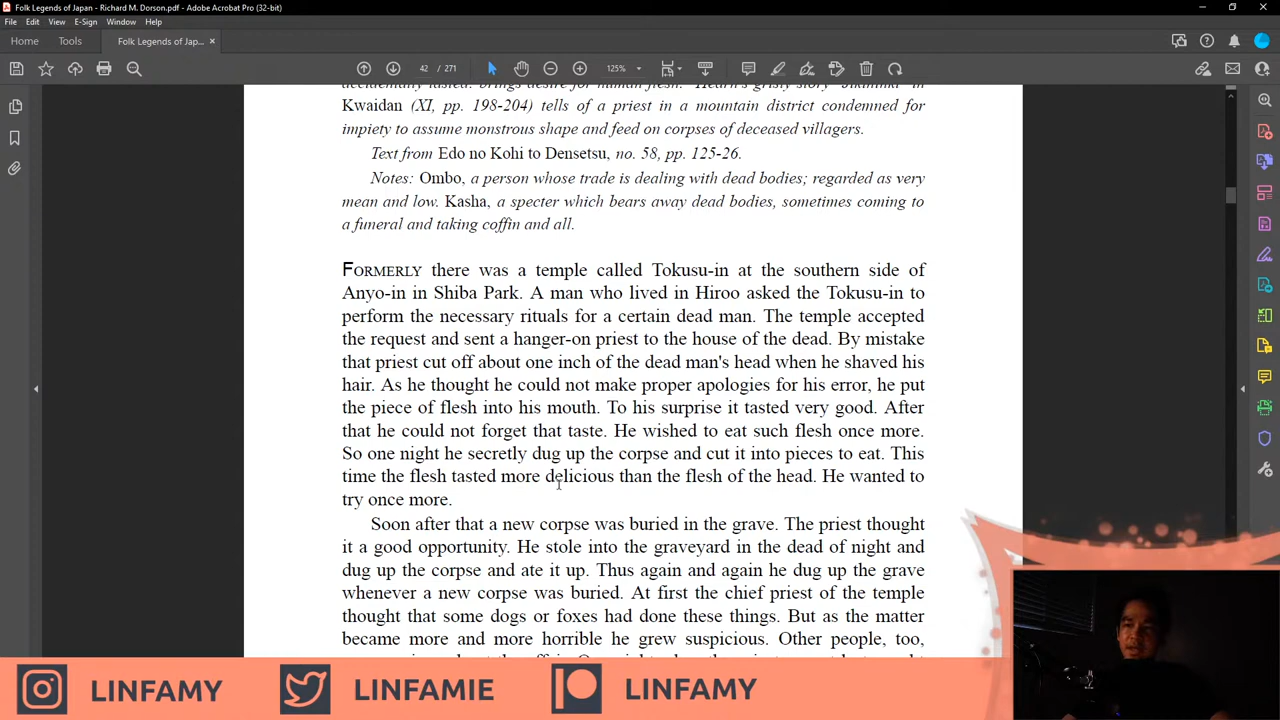 Folk Legends of Japan - Richard M. Dorson.pdf - Adobe Acrobat Pro (32-bit)
File Edit View E-Sign Window Help
Home Tools Folk Legends of Jap... ×
42 / 271 125%
Kwaidan (XI, pp. 198-204) tells of a priest in a mountain district condemned for
impiety to assume monstrous shape and feed on corpses of deceased villagers.
Text from Edo no Kohi to Densetsu, no. 58, pp. 125-26.
Notes: Ombo, a person whose trade is dealing with dead bodies; regarded as very
mean and low. Kasha, a specter which bears away dead bodies, sometimes coming to
a funeral and taking coffin and all.
FORMERLY there was a temple called Tokusu-in at the southern side of
Anyo-in in Shiba Park. A man who lived in Hiroo asked the Tokusu-in to
perform the necessary rituals for a certain dead man. The temple accepted
the request and sent a hanger-on priest to the house of the dead. By mistake
that priest cut off about one inch of the dead man's head when he shaved his
hair. As he thought he could not make proper apologies for his error, he put
the piece of flesh into his mouth. To his surprise it tasted very good. After
that he could not forget that taste. He wished to eat such flesh once more.
So one night he secretly dug up the corpse and cut it into pieces to eat. This
time the flesh tasted more delicious than the flesh of the head. He wanted to
try once more.
Soon after that a new corpse was buried in the grave. The priest thought
it a good opportunity. He stole into the graveyard in the dead of night and
dug up the corpse and ate it up. Thus again and again he dug up the grave
whenever a new corpse was buried. At first the chief priest of the temple
thought that some dogs or foxes had done these things. But as the matter
became more and more horrible he grew suspicious. Other people, too,
LINFAMY LINFAMIE LINFAMY